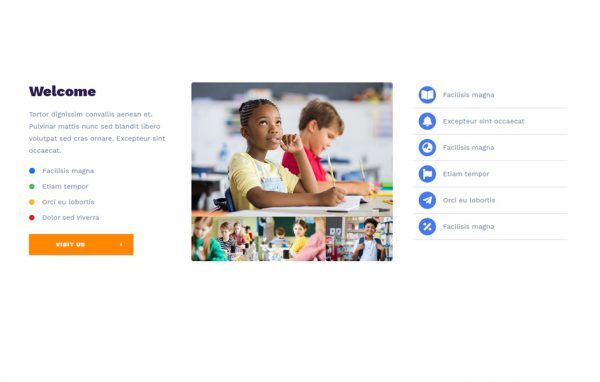 Welcome
Tortor dignissim convallis aenean et.
Pulvinar mattis nunc sed blandit libero
volutpat sed cras ornare. Excepteur sint
occaecat.
Facilisis magna
Etiam tempor
Orci eu lobortis
Dolor sed viverra
VISIT US
Facilisis magna
Excepteur sint occaecat
Facilisis magna
Etiam tempor
Orci eu lobortis
Facilisis magna